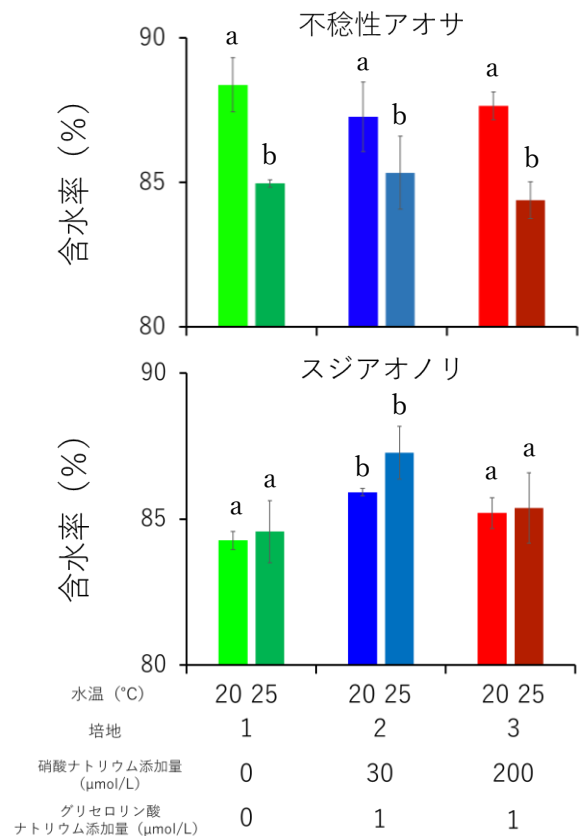 不稔性アオサ
90
85
80
含水率（%）
a
b
a
b
a
b
スジアオノリ
90
85
80
含水率（%）
a
a
b
b
a
a
水温（℃） 20 25 20 25 20 25
培地 1 2 3
硝酸ナトリウム添加量
（μmol/L） 0 30 200
グリセロリン酸
ナトリウム添加量（μmol/L） 0 1 1